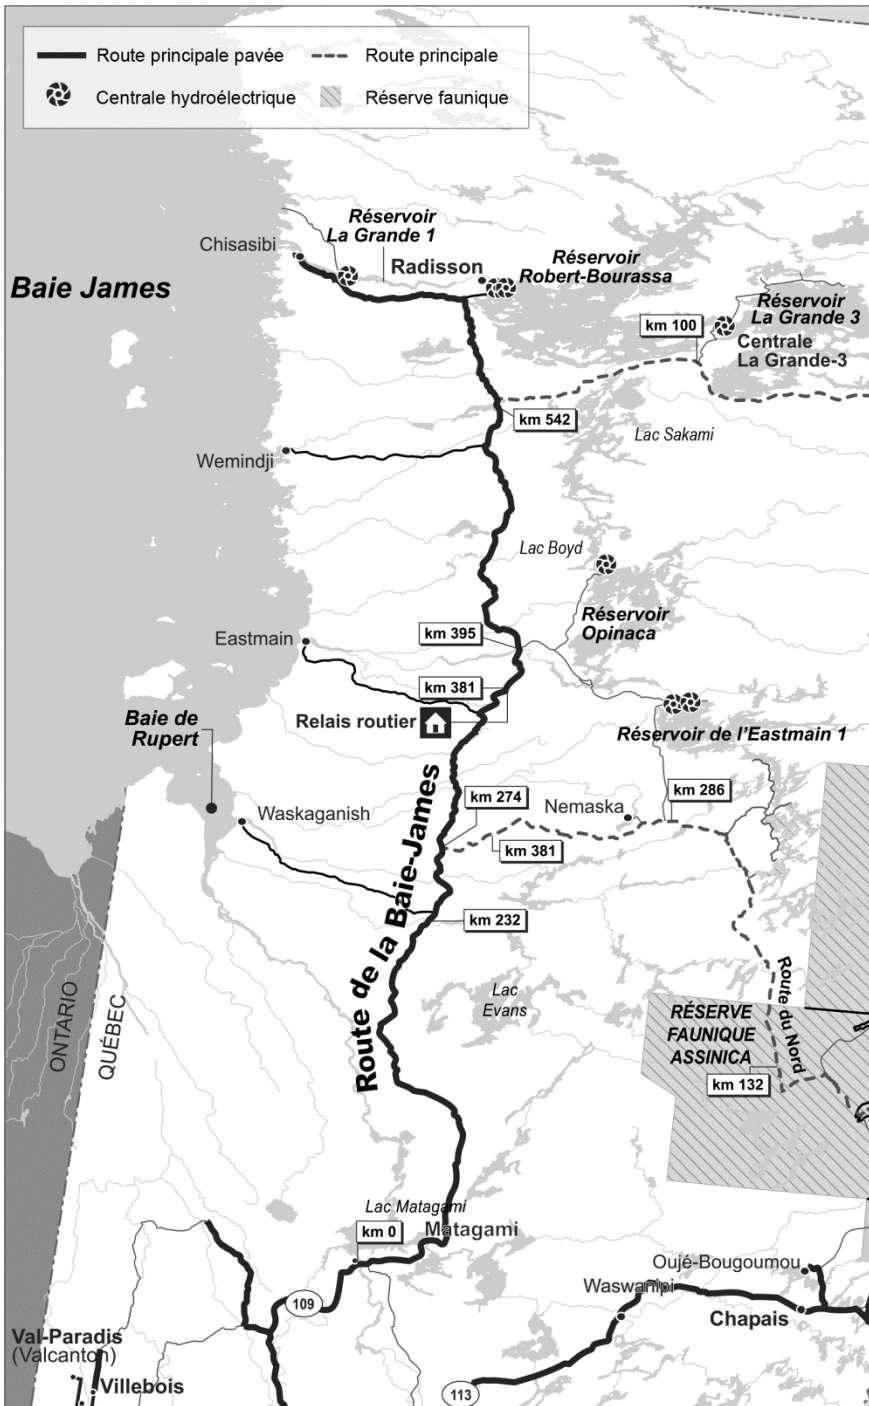 Route principale pavée
Route principale
Centrale hydroélectrique
Réserve faunique
Réservoir
La Grande 1
Chisasibi
Radisson
Réservoir
Robert-Bourassa
Baie James
Réservoir
La Grande 3
km 100
Centrale
La Grande-3
km 542
Lac Sakami
Wemindji
Lac Boyd
Réservoir
Opinaca
km 395
Eastmain
km 381
Baie de
Rupert
Relais routier
Réservoir de l'Eastmain 1
km 274
Nemaska
km 286
Waskaganish
km 381
km 232
Route de la Baie-James
Lac
Evans
Route du Nord
ONTARIO
QUÉBEC
RÉSERVE
FAUNIQUE
ASSINICA
km 132
Lac Matagami
km 0
Matagami
Oujé-Bougoumou
Waswanipi
109
Chapais
Val-Paradis
(Valcanton)
Villebois
113